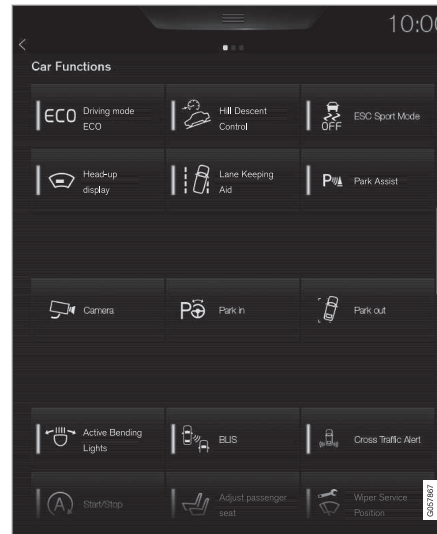 10:00
Car Functions
ECO
Driving mode
ECO
Hill Descent
Control
OFF
ESC Sport Mode
Head-up
display
Lane Keeping
Aid
P
Park Assist
Camera
P
Park in
Park out
Active Bending
Lights
BLIS
Cross Traffic Alert
A
Start/Stop
Adjust passenger
seat
Wiper Service
Position
G057867